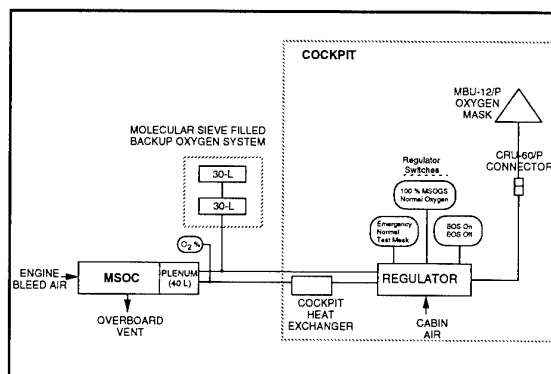 COCKPIT
MBU-12/P
OXYGEN
MASK
MOLECULAR SIEVE FILLED
BACKUP OXYGEN SYSTEM
30-L
30-L
CRU-60/P
CONNECTOR
Regulator
Switches
100 % MSOGS
Normal Oxygen
Emergency
Normal
Test Mask
BOS On
BOS Off
O2 %
ENGINE
BLEED AIR
MSOC
PLENUM
(40 L)
REGULATOR
OVERBOARD
VENT
COCKPIT
HEAT
EXCHANGER
CABIN
AIR